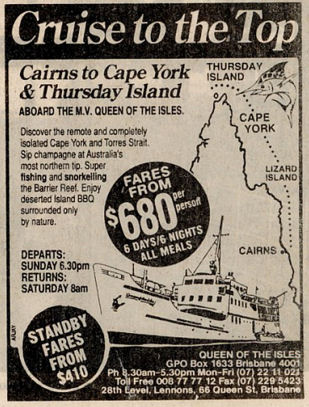 Cruise to the Top
Cairns to Cape York
& Thursday Island
ABOARD THE M.V. QUEEN OF THE ISLES.
Discover the remote and completely
isolated Cape York and Torres Strait.
Sip champagne at Australia's
most northern tip. Super
fishing and snorkelling
the Barrier Reef. Enjoy
deserted Island BBQ
surrounded only
by nature.
THURSDAY
ISLAND
CAPE
YORK
LIZARD
ISLAND
CAIRNS
FARES
FROM
$680 per
person
6 DAYS/6 NIGHTS
ALL MEALS
DEPARTS:
SUNDAY 6.30pm
RETURNS:
SATURDAY 8am
STANDBY
FARES
FROM
$410
QUEEN OF THE ISLES
GPO Box 1633 Brisbane 4001
Ph 8.30am-5.30pm Mon-Fri (07) 22 11 021
Toll Free 008 77 77 12 Fax (07) 229 5423
28th Level, Lennons, 66 Queen St, Brisbane